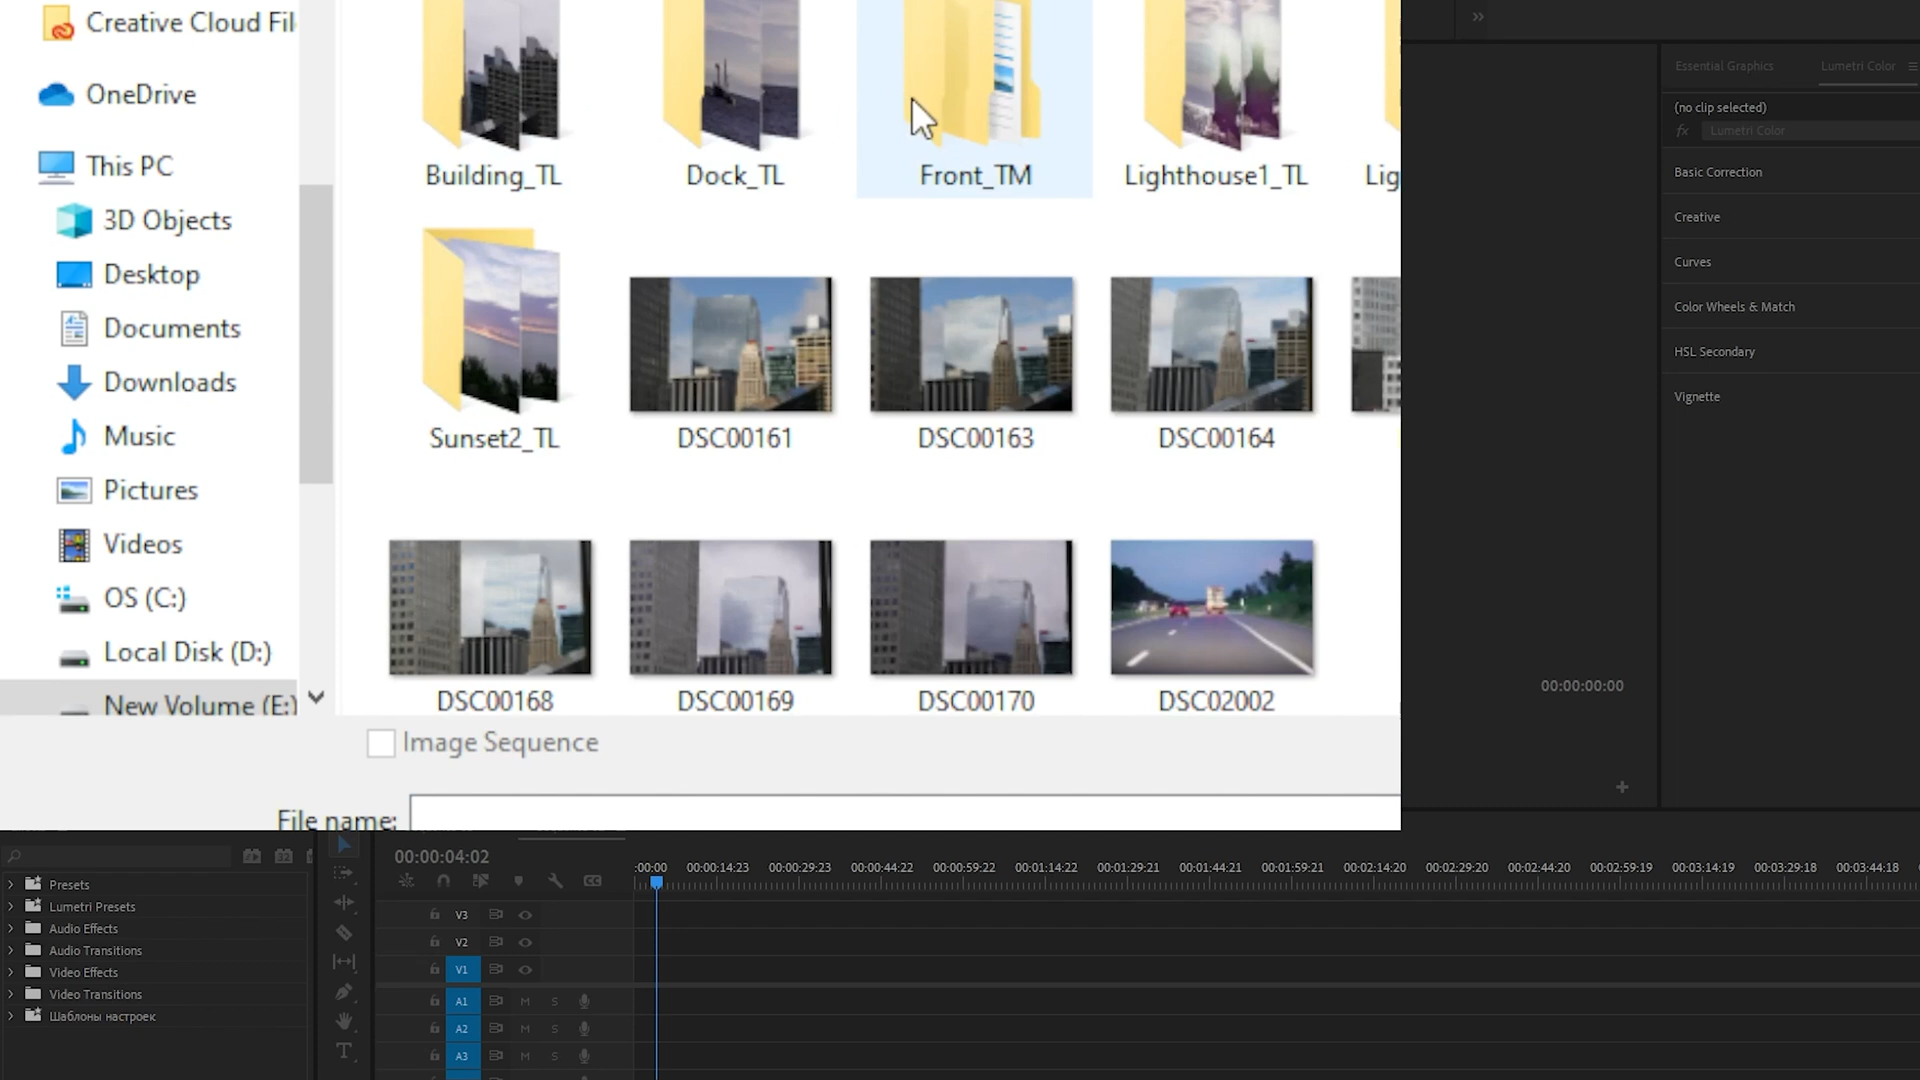 Creative Cloud Fil
OneDrive
This PC
3D Objects
Desktop
Documents
Downloads
Music
Pictures
Videos
OS (C:)
Local Disk (D:)
New Volume (E:)
Building_TL
Dock_TL
Front_TM
Lighthouse1_TL
Lig
Sunset2_TL
DSC00161
DSC00163
DSC00164
DSC00168
DSC00169
DSC00170
DSC02002
Image Sequence
File name:
Essential Graphics
Lumetri Color
(no clip selected)
fx Lumetri Color
Basic Correction
Creative
Curves
Color Wheels & Match
HSL Secondary
Vignette
00:00:00:00
Presets
Lumetri Presets
Audio Effects
Audio Transitions
Video Effects
Video Transitions
Шаблоны настроек
00:00:04:02
:00:00 00:00:14:23 00:00:29:23 00:00:44:22 00:00:59:22 00:01:14:22 00:01:29:21 00:01:44:21 00:01:59:21 00:02:14:20 00:02:29:20 00:02:44:20 00:02:59:19 00:03:14:19 00:03:29:18 00:03:44:18
V3
V2
V1
A1 M S
A2 M S
A3 M S